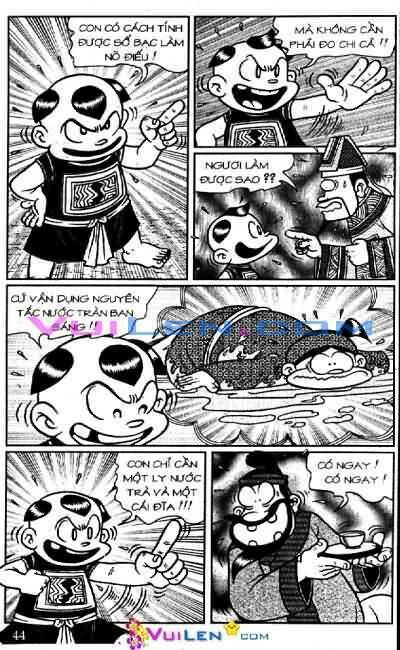 CON CÓ CÁCH TÍNH
ĐƯỢC SỐ BẠC LÀM
NÕ ĐIẾU!
MÀ KHÔNG CẦN
PHẢI ĐO CHI CẢ!!
NGƯƠI LÀM
ĐƯỢC SAO??
CỨ VẬN DỤNG NGUYÊN
TẮC NƯỚC TRÀN BAN
SÁNG!!
VUILEN.COM
CON CHỈ CẦN
MỘT LY NƯỚC
TRÀ VÀ MỘT
CÁI ĐĨA!!!
CÓ NGAY!
CÓ NGAY!
44
VUILEN COM